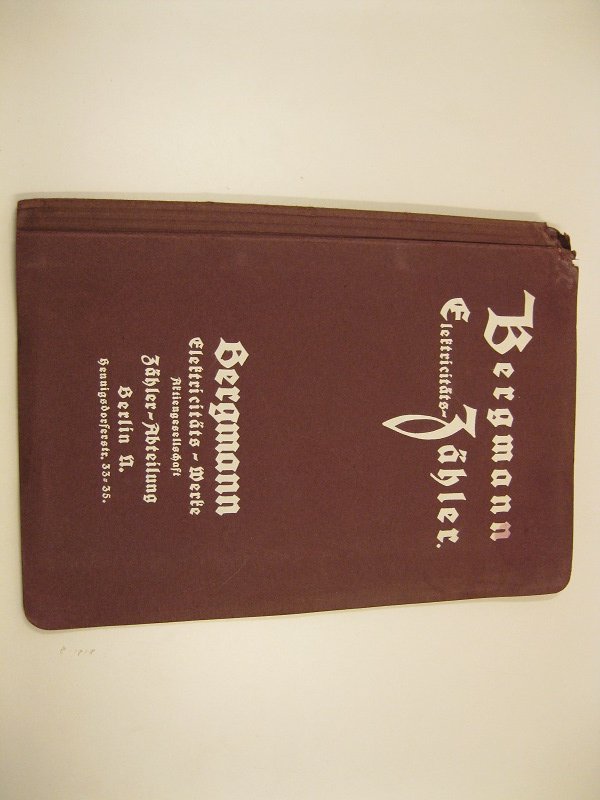 Bergmann
Elektricitäts-Zähler.
Bergmann
Elektricitäts-Werke
Aktiengesellschaft
Zähler-Abteilung
Berlin N.
Hennigsdorferstr. 33-35.